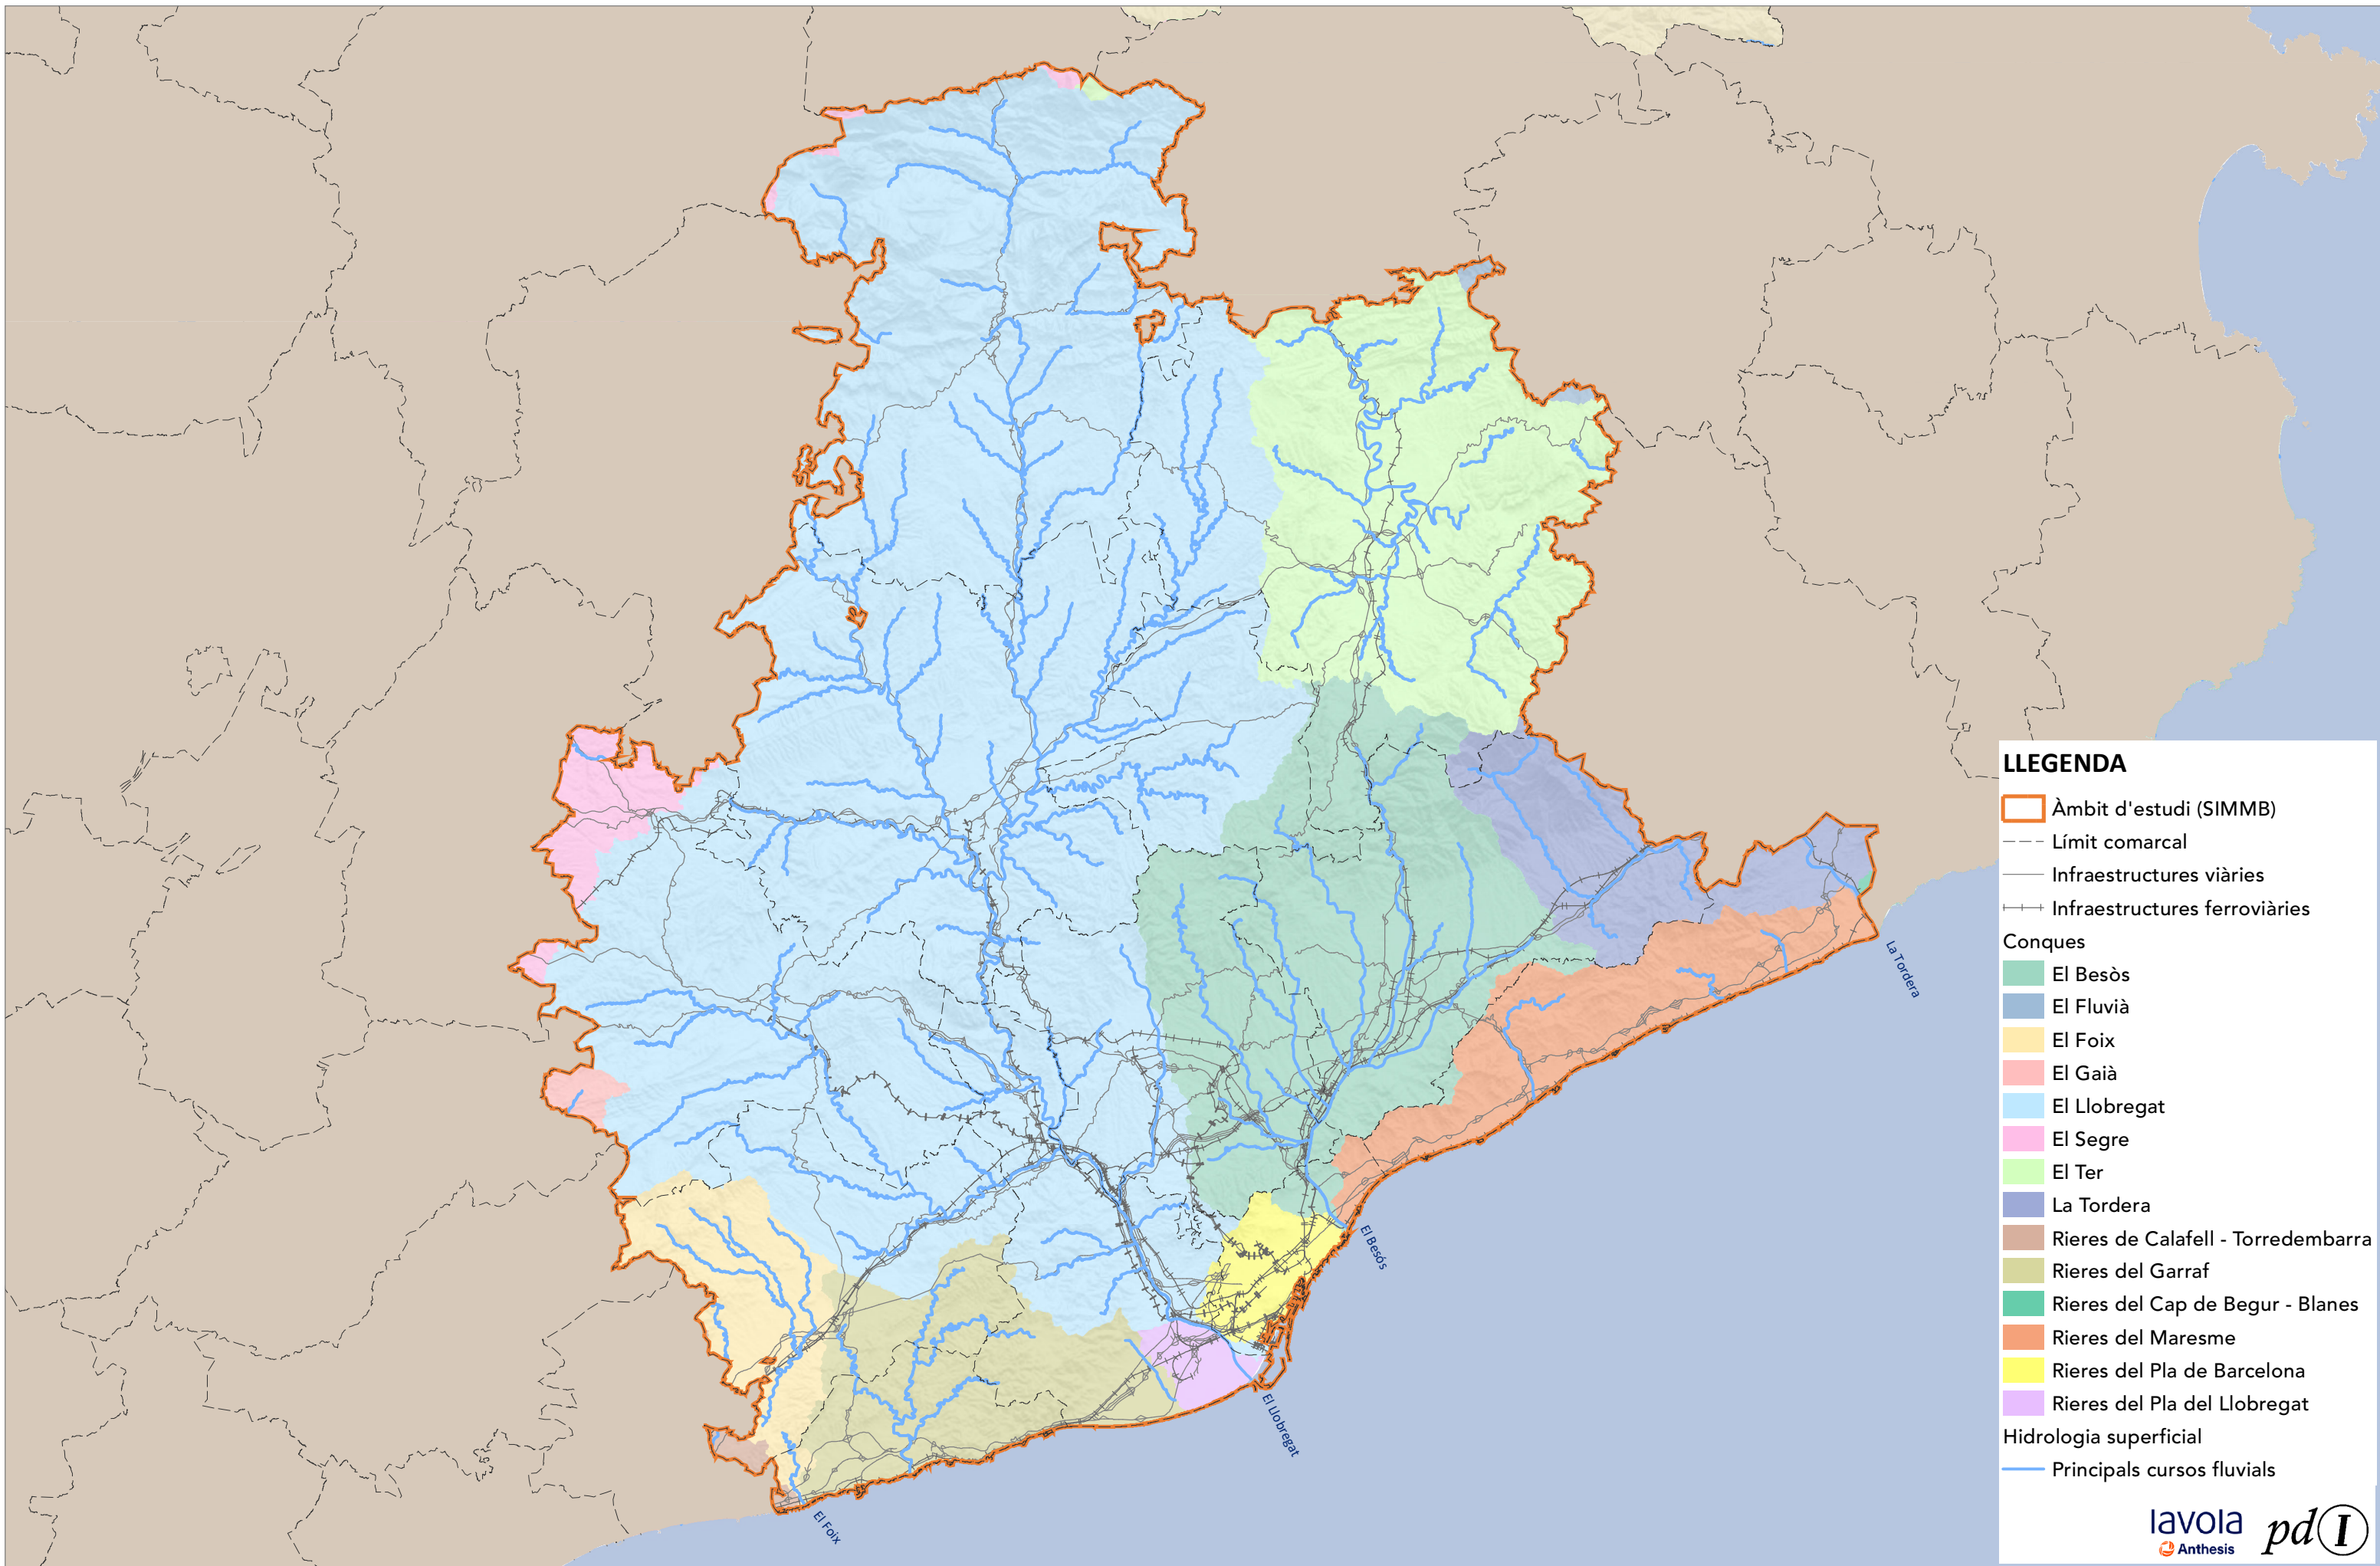 La Tordera
El Besòs
El Llobregat
El Foix
LLEGENDA
Àmbit d'estudi (SIMMB)
Límit comarcal
Infraestructures viàries
Infraestructures ferroviàries
Conques
El Besòs
El Fluvià
El Foix
El Gaià
El Llobregat
El Segre
El Ter
La Tordera
Rieres de Calafell - Torredembarra
Rieres del Garraf
Rieres del Cap de Begur - Blanes
Rieres del Maresme
Rieres del Pla de Barcelona
Rieres del Pla del Llobregat
Hidrologia superficial
Principals cursos fluvials
lavola
Anthesis
pdI